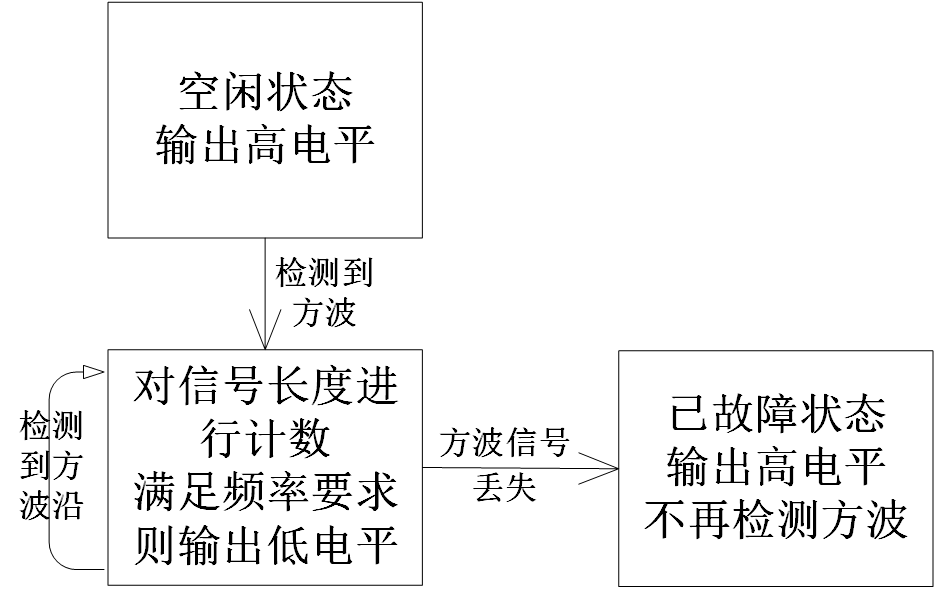 空闲状态
输出高电平
检测到
方波
对信号长度进
行计数
满足频率要求
则输出低电平
检测
到方
波沿
方波信号
丢失
已故障状态
输出高电平
不再检测方波